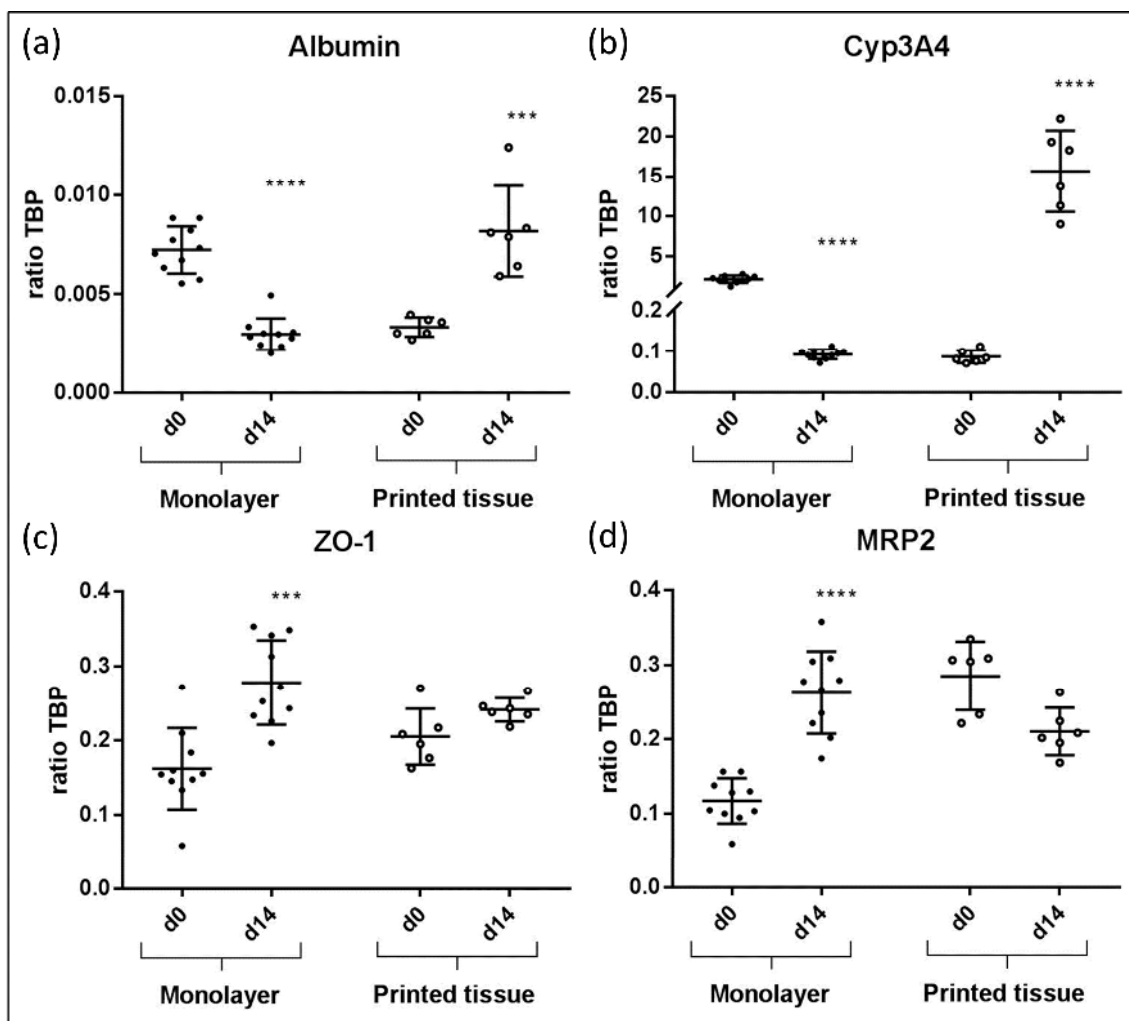 (a) Albumin
0.015
***
****
0.010
ratio TBP
0.005
0.000
d0 d14 d0 d14
Monolayer Printed tissue
(b) Cyp3A4
25
****
20
15
10
****
5
ratio TBP
0.2
0.1
0.0
d0 d14 d0 d14
Monolayer Printed tissue
(c) ZO-1
0.4
***
0.3
ratio TBP
0.2
0.1
0.0
d0 d14 d0 d14
Monolayer Printed tissue
(d) MRP2
0.4
****
0.3
ratio TBP
0.2
0.1
0.0
d0 d14 d0 d14
Monolayer Printed tissue